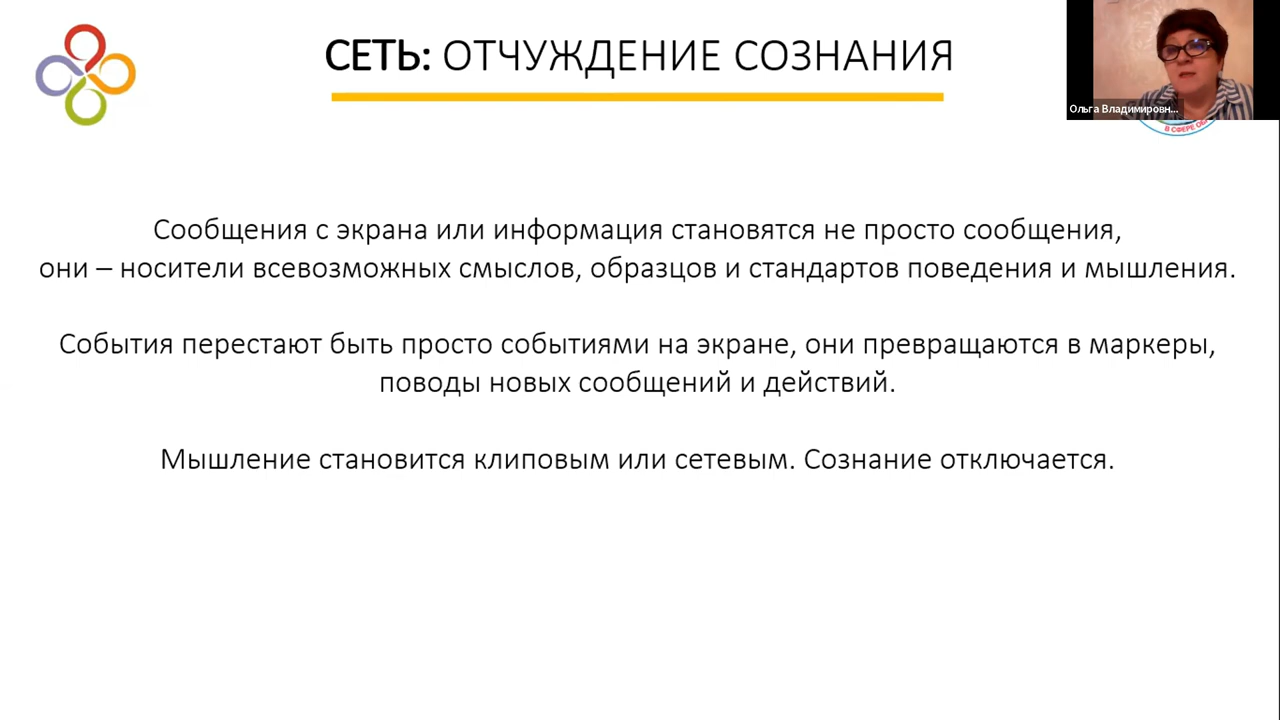 СЕТЬ: ОТЧУЖДЕНИЕ СОЗНАНИЯ
Ольга Владимировн...
В СФЕРЕ
Сообщения с экрана или информация становятся не просто сообщения,
они – носители всевозможных смыслов, образцов и стандартов поведения и мышления.
События перестают быть просто событиями на экране, они превращаются в маркеры,
поводы новых сообщений и действий.
Мышление становится клиповым или сетевым. Сознание отключается.